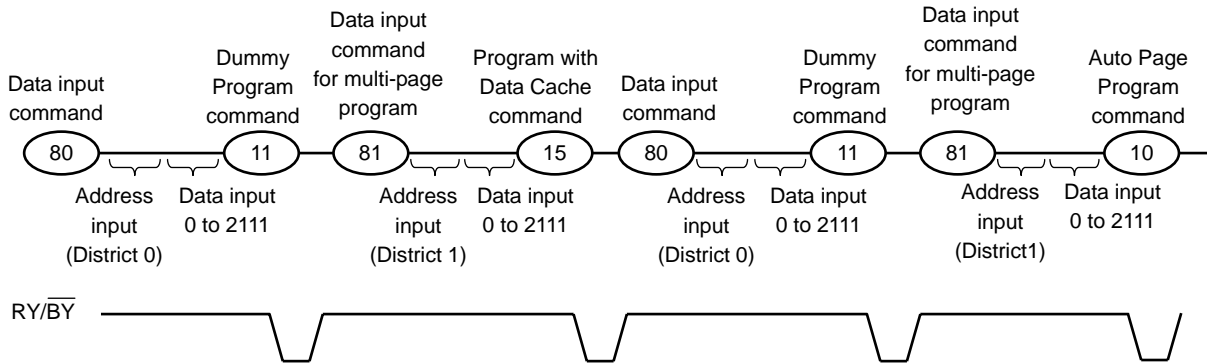 Data input
command
Dummy
Program
command
Data input
command
for multi-page
program
Program with
Data Cache
command
Data input
command
Dummy
Program
command
Data input
command
for multi-page
program
Auto Page
Program
command
80
11
81
15
80
11
81
10
Address
input
(District 0)
Data input
0 to 2111
Address
input
(District 1)
Data input
0 to 2111
Address
input
(District 0)
Data input
0 to 2111
Address
input
(District1)
Data input
0 to 2111
RY/B̅Y̅